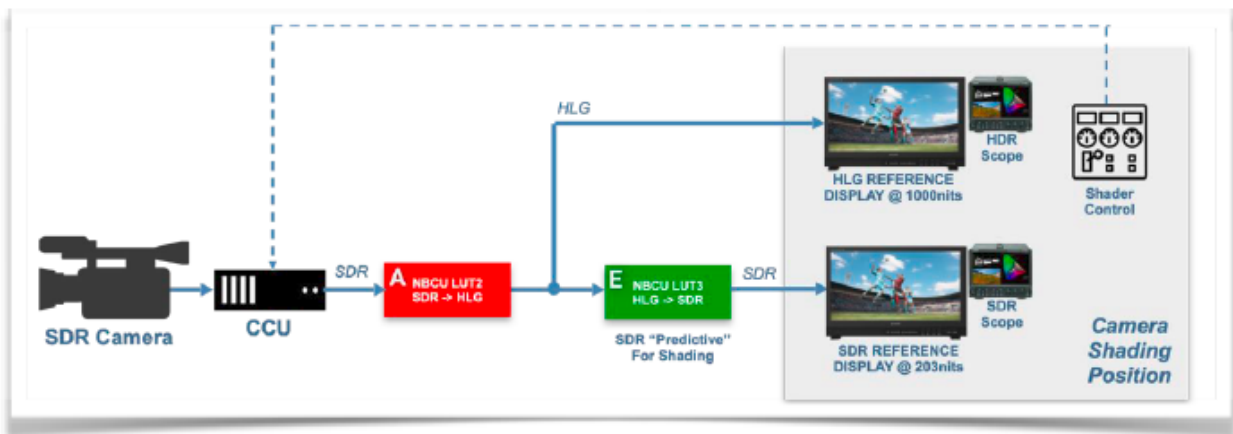 HLG
HDR
Scope
HLG REFERENCE
DISPLAY @ 1000nits
Shader
Control
SDR Camera
CCU
SDR
A
NBCU LUT2
SDR -> HLG
E
NBCU LUT3
HLG -> SDR
SDR "Predictive"
For Shading
SDR
SDR
Scope
SDR REFERENCE
DISPLAY @ 203nits
Camera
Shading
Position